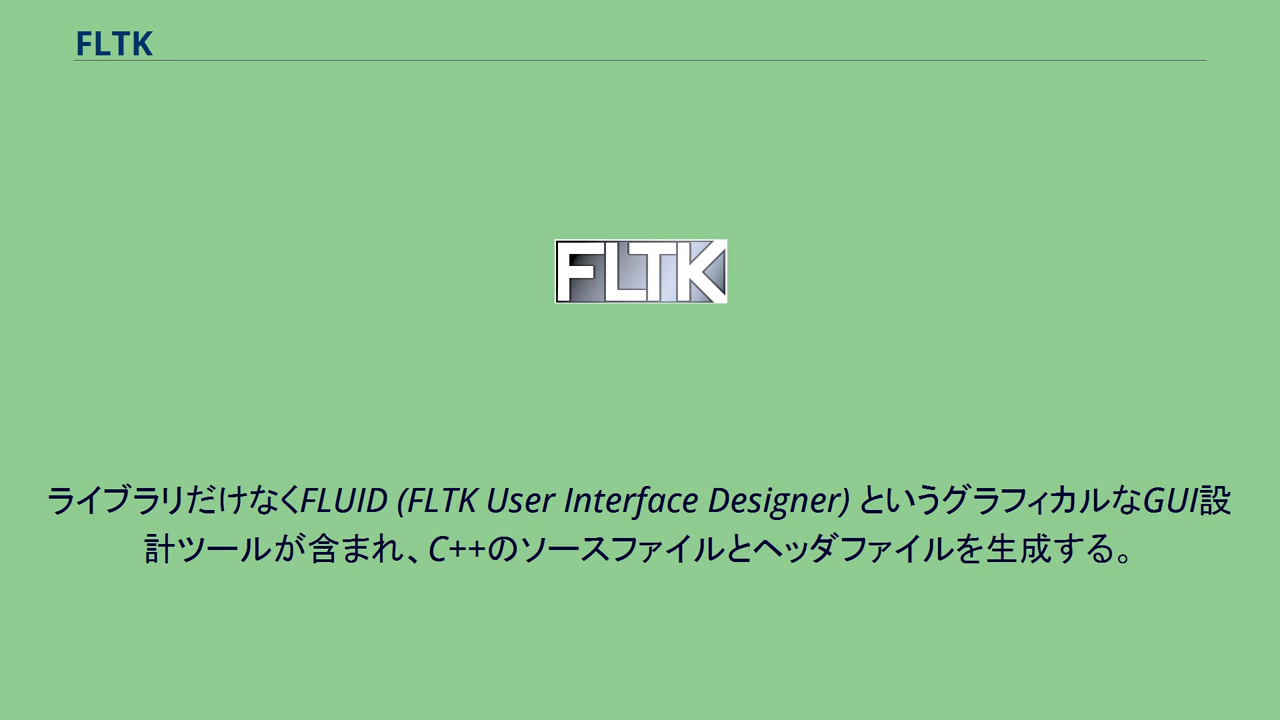 FLTK
FLTK
ライブラリだけなくFLUID (FLTK User Interface Designer) というグラフィカルなGUI設
計ツールが含まれ、C++のソースファイルとヘッダファイルを生成する。